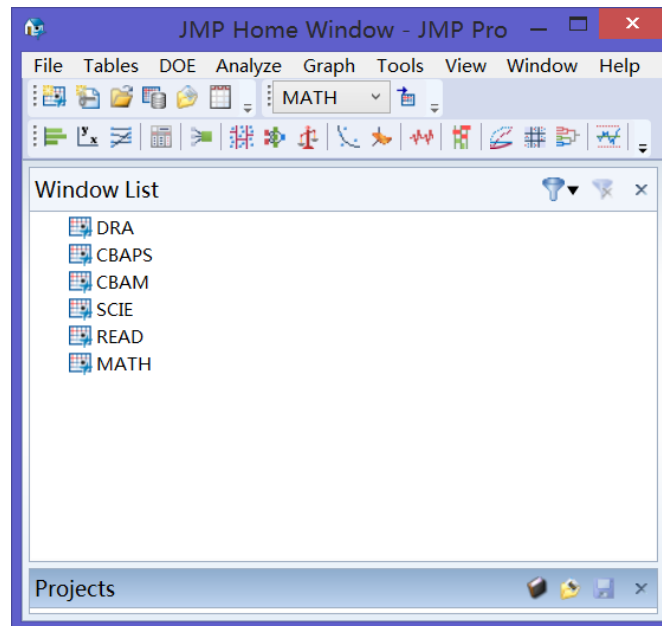 JMP Home Window - JMP Pro
File Tables DOE Analyze Graph Tools View Window Help
MATH
Window List
DRA
CBAPS
CBAM
SCIE
READ
MATH
Projects